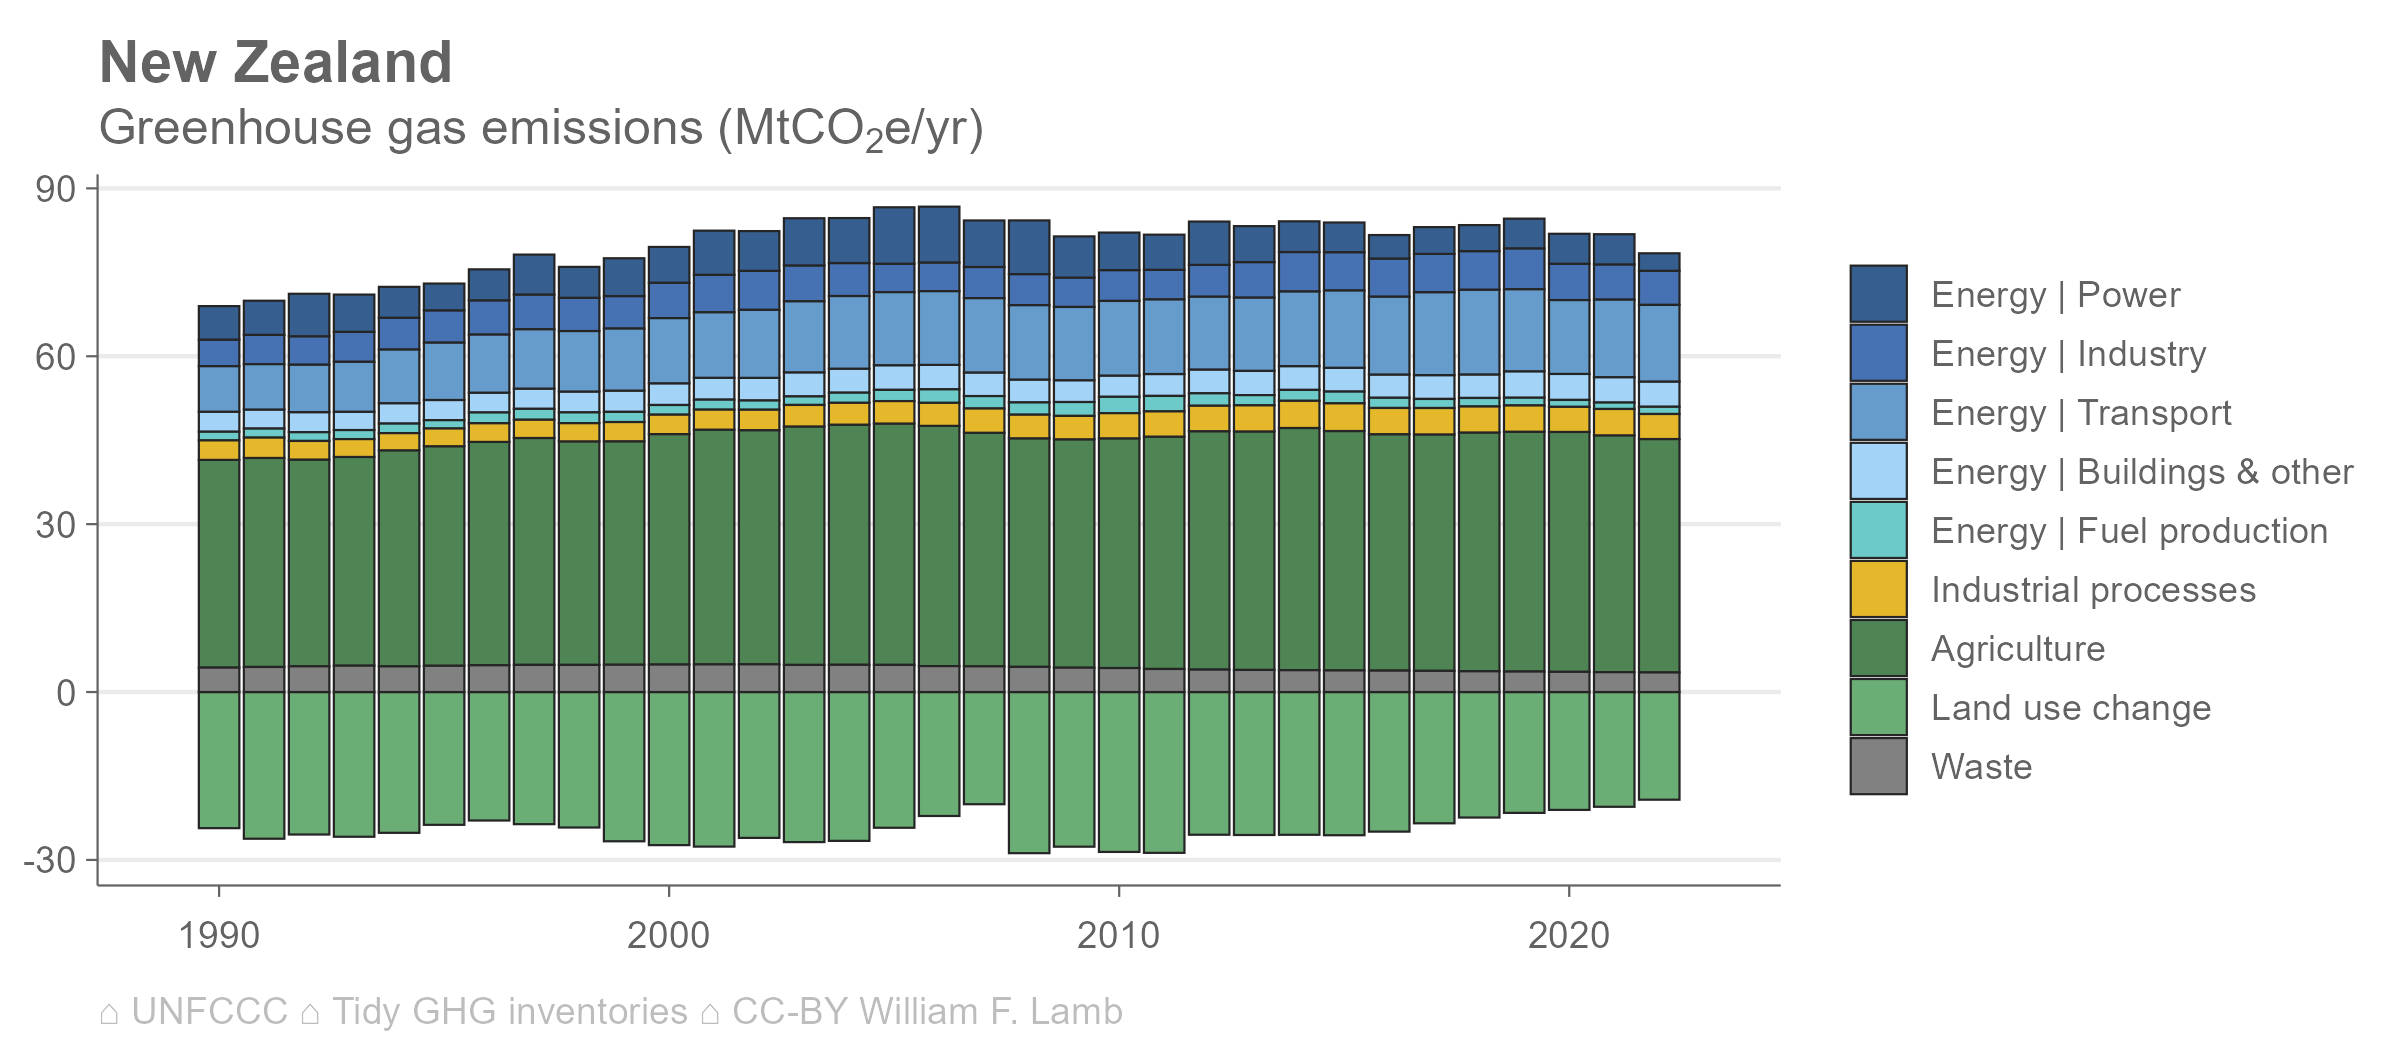 New Zealand
Greenhouse gas emissions (MtCO₂e/yr)
90
60
30
0
-30
1990 2000 2010 2020
Energy | Power
Energy | Industry
Energy | Transport
Energy | Buildings & other
Energy | Fuel production
Industrial processes
Agriculture
Land use change
Waste
⌂ UNFCCC ⌂ Tidy GHG inventories ⌂ CC-BY William F. Lamb